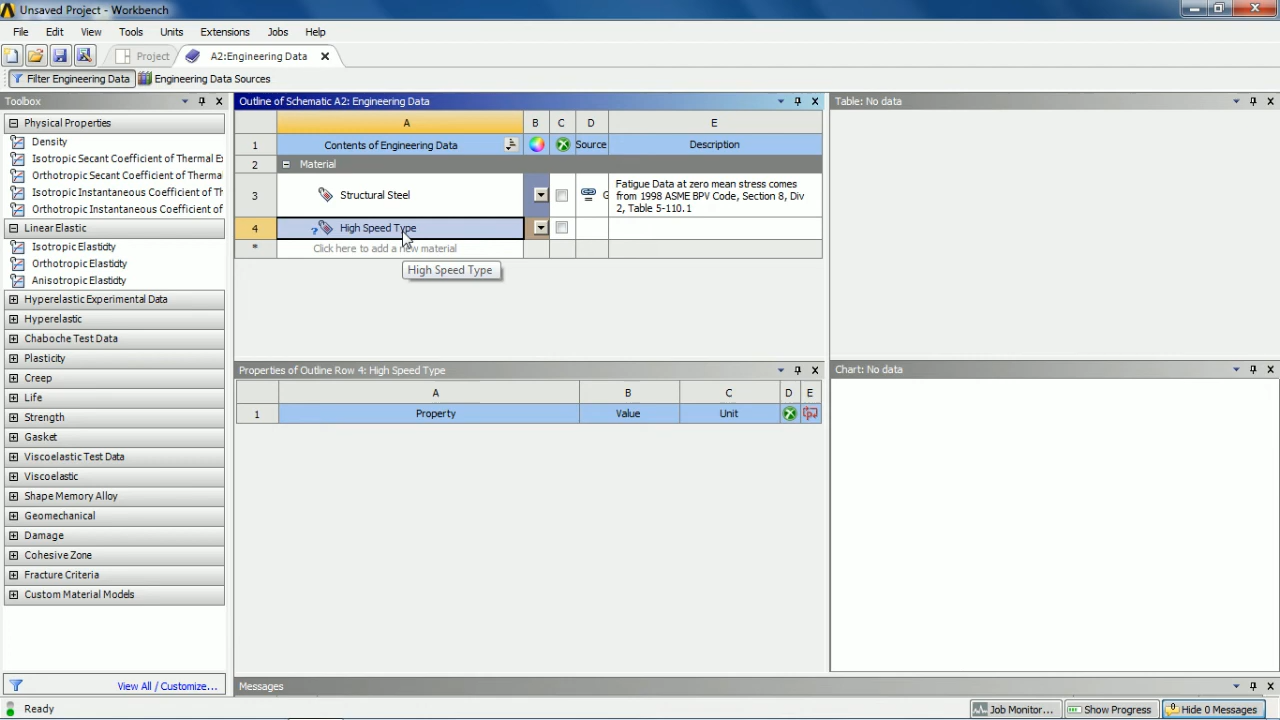 Unsaved Project - Workbench
File Edit View Tools Units Extensions Jobs Help
Project A2:Engineering Data
Filter Engineering Data Engineering Data Sources
Toolbox
Physical Properties
Density
Isotropic Secant Coefficient of Thermal E
Orthotropic Secant Coefficient of Therma
Isotropic Instantaneous Coefficient of Th
Orthotropic Instantaneous Coefficient of
Linear Elastic
Isotropic Elasticity
Orthotropic Elasticity
Anisotropic Elasticity
Hyperelastic Experimental Data
Hyperelastic
Chaboche Test Data
Plasticity
Creep
Life
Strength
Gasket
Viscoelastic Test Data
Viscoelastic
Shape Memory Alloy
Geomechanical
Damage
Cohesive Zone
Fracture Criteria
Custom Material Models
View All / Customize...
Outline of Schematic A2: Engineering Data
A B C D E
1 Contents of Engineering Data Source Description
2 Material
3 Structural Steel G Fatigue Data at zero mean stress comes
from 1998 ASME BPV Code, Section 8, Div
2, Table 5-110.1
4 ? High Speed Type
* Click here to add a new material
High Speed Type
Properties of Outline Row 4: High Speed Type
A B C D E
1 Property Value Unit
Table: No data
Chart: No data
Messages
Ready
Job Monitor... Show Progress Hide 0 Messages